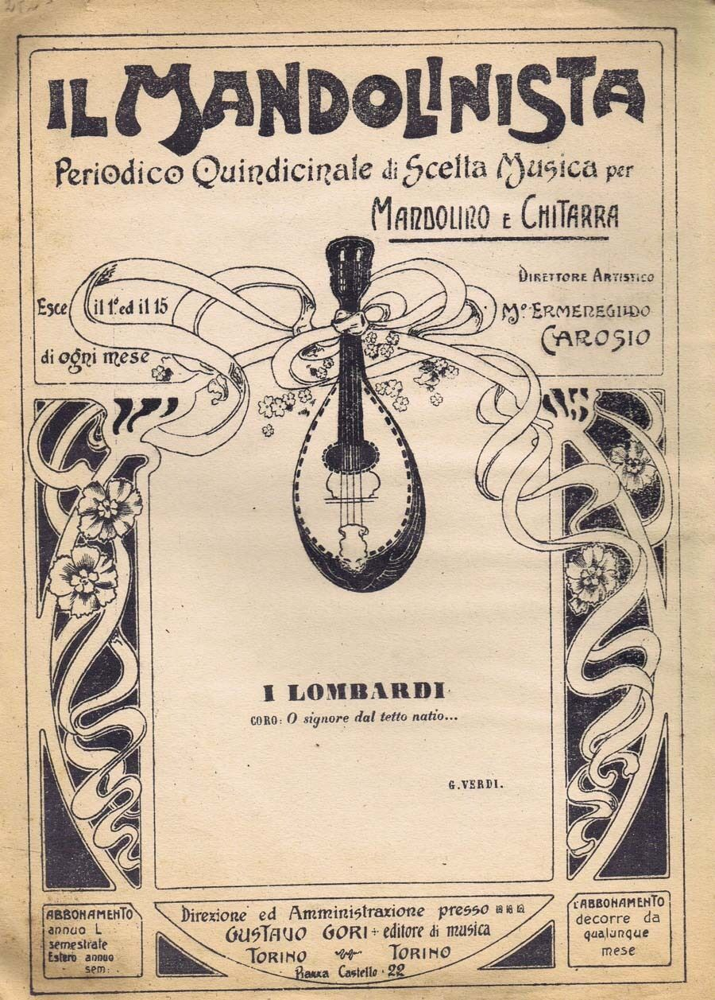 IL MANDOLINISTA
Periodico Quindicinale di Scelta Musica per
MANDOLINO E CHITARRA
DIRETTORE ARTISTICO
Mº. ERMENEGILDO
CAROSIO
Esce il 1º ed il 15
di ogni mese
I LOMBARDI
CORO: O signore dal tetto natio...
G. VERDI.
ABBONAMENTO
annuo L
semestrale
Estero annuo
sem:
Direzione ed Amministrazione presso
GUSTAVO GORI + editore di musica
TORINO TORINO
Piazza Castello · 22
L'ABBONAMENTO
decorre da
qualunque
mese